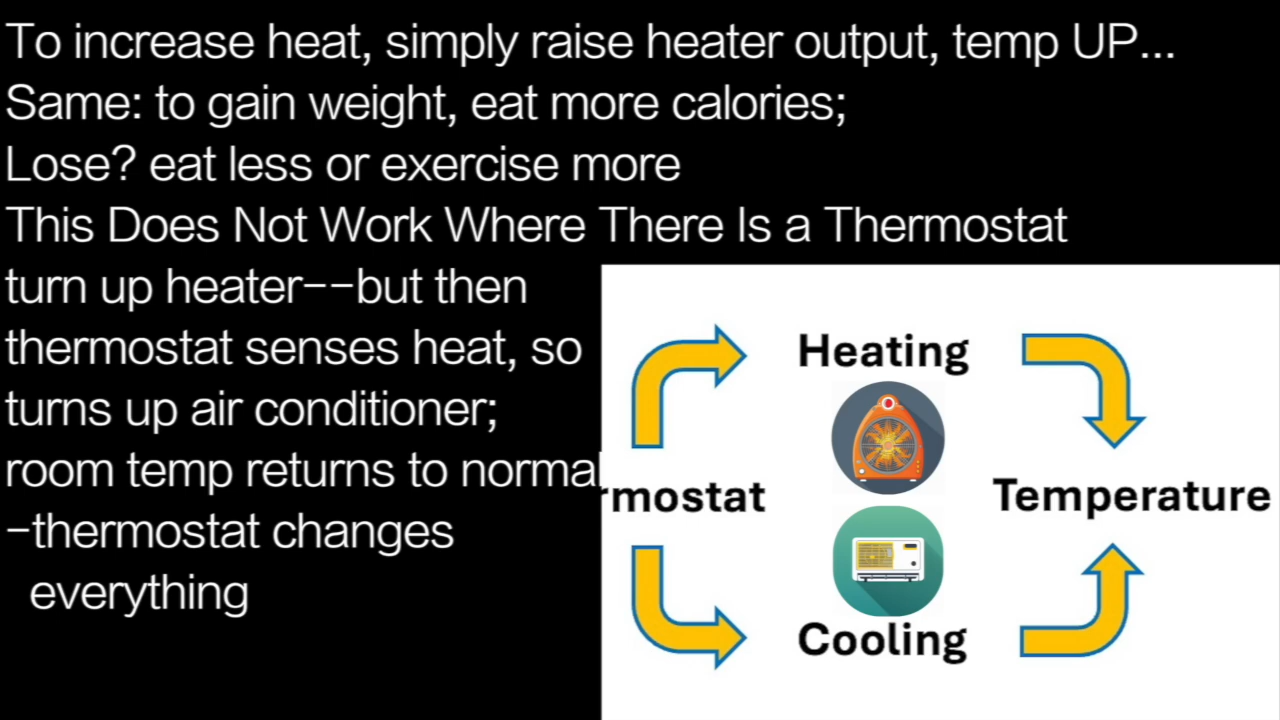 To increase heat, simply raise heater output, temp UP...
Same: to gain weight, eat more calories;
Lose? eat less or exercise more
This Does Not Work Where There Is a Thermostat
turn up heater--but then
thermostat senses heat, so
turns up air conditioner;
room temp returns to normal
-thermostat changes
everything
Heating
rmostat
Temperature
Cooling